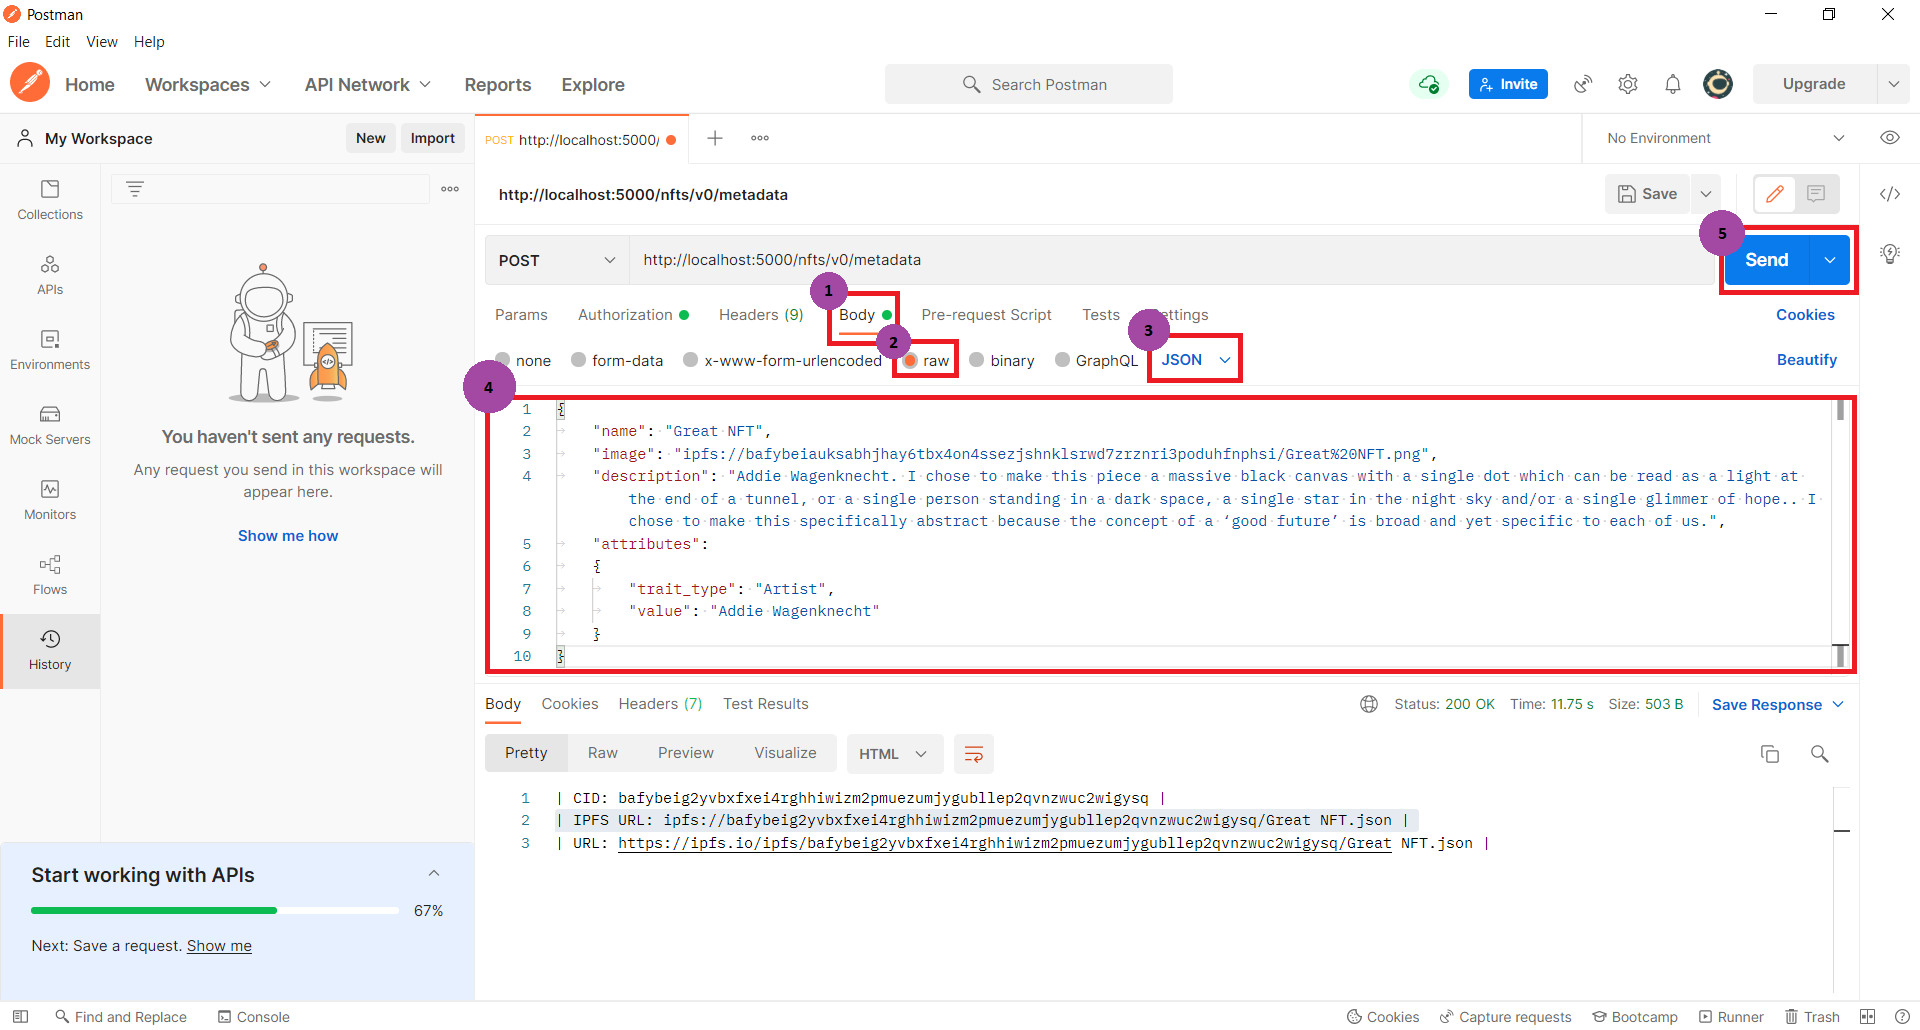 Postman
File Edit View Help
Home Workspaces API Network Reports Explore
Search Postman
Invite
Upgrade
My Workspace
New Import
POST http://localhost:5000/
No Environment
Collections
APIs
Environments
Mock Servers
Monitors
Flows
History
You haven't sent any requests.
Any request you send in this workspace will
appear here.
Show me how
Start working with APIs
67%
Next: Save a request. Show me
http://localhost:5000/nfts/v0/metadata
Save
POST http://localhost:5000/nfts/v0/metadata
5
Send
1
Params Authorization Headers (9) Body Pre-request Script Tests ettings
Cookies
2
3
none form-data x-www-form-urlencoded raw binary GraphQL JSON
Beautify
4
1 {
2 "name": "Great NFT",
3 "image": "ipfs://bafybeiauksabhjhay6tbx4on4ssezjshnklsrwd7zrznri3poduhfnphsi/Great%20NFT.png",
4 "description": "Addie Wagenknecht. I chose to make this piece a massive black canvas with a single dot which can be read as a light at
the end of a tunnel, or a single person standing in a dark space, a single star in the night sky and/or a single glimmer of hope.. I
chose to make this specifically abstract because the concept of a ‘good future’ is broad and yet specific to each of us.",
5 "attributes":
6 {
7 "trait_type": "Artist",
8 "value": "Addie Wagenknecht"
9 }
10 }
Body Cookies Headers (7) Test Results
Status: 200 OK Time: 11.75 s Size: 503 B
Save Response
Pretty Raw Preview Visualize
HTML
1 | CID: bafybeig2yvbxfxei4rghhiwizm2pmuezumjygubllep2qvnzwuc2wigysq |
2 | IPFS URL: ipfs://bafybeig2yvbxfxei4rghhiwizm2pmuezumjygubllep2qvnzwuc2wigysq/Great NFT.json |
3 | URL: https://ipfs.io/ipfs/bafybeig2yvbxfxei4rghhiwizm2pmuezumjygubllep2qvnzwuc2wigysq/Great NFT.json |
Find and Replace Console
Cookies Capture requests Bootcamp Runner Trash